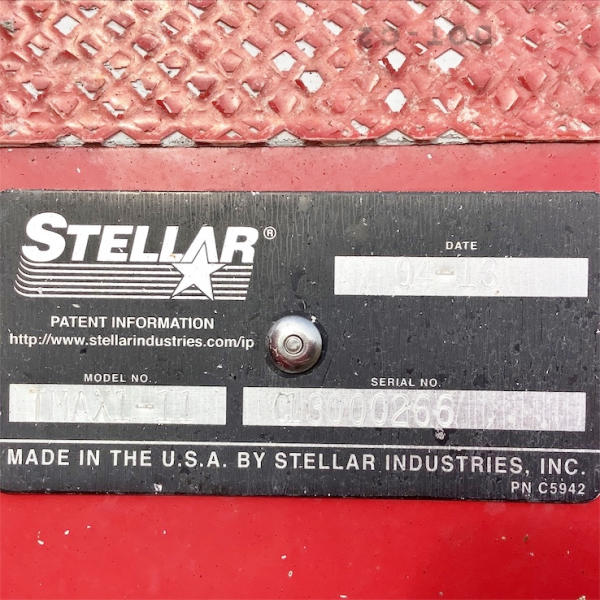 STELLAR®
DATE
04-13
PATENT INFORMATION
http://www.stellarindustries.com/ip
MODEL NO.
TMAX1-11
SERIAL NO.
MADE IN THE U.S.A. BY STELLAR INDUSTRIES, INC.
PN C5942